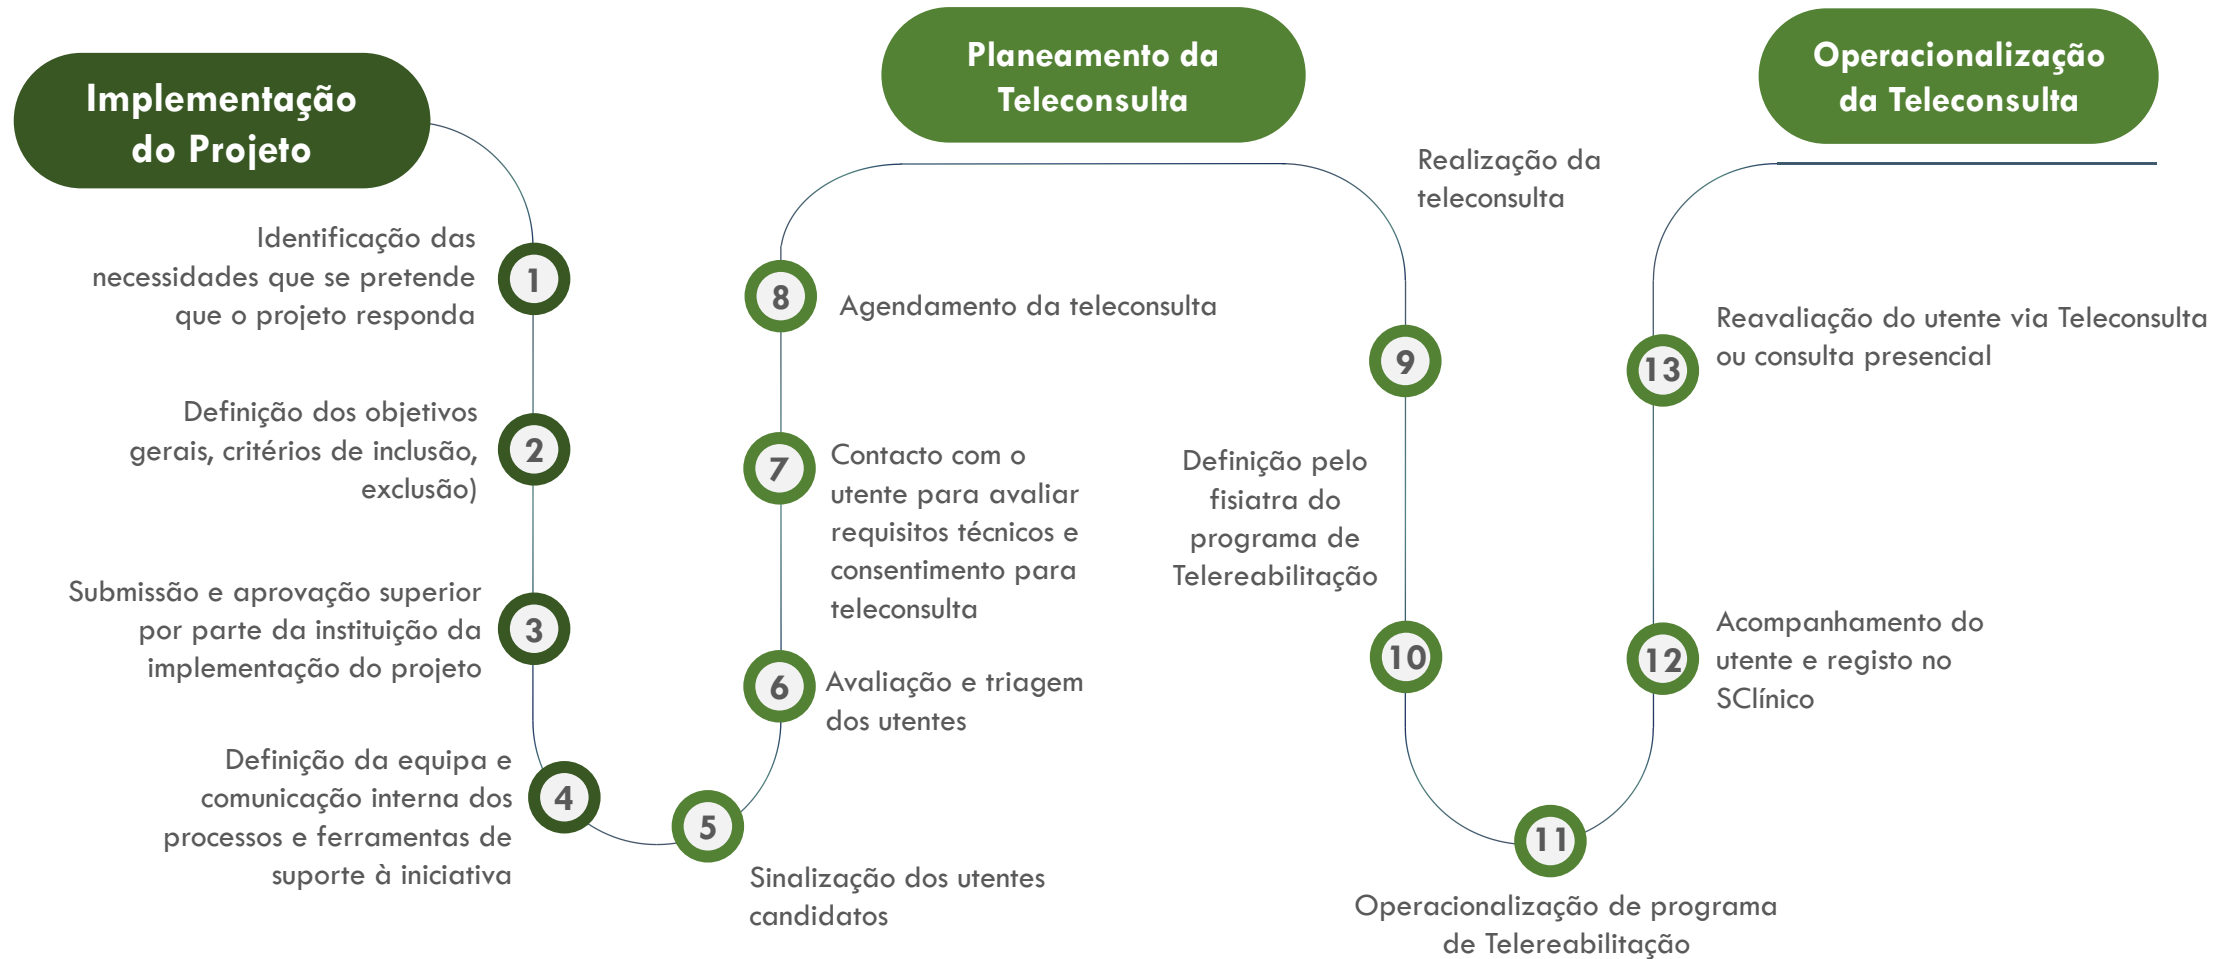 Implementação
do Projeto
1
Identificação das
necessidades que se pretende
que o projeto responda
2
Definição dos objetivos
gerais, critérios de inclusão,
exclusão)
3
Submissão e aprovação superior
por parte da instituição da
implementação do projeto
4
Definição da equipa e
comunicação interna dos
processos e ferramentas de
suporte à iniciativa
Planeamento da
Teleconsulta
5
Sinalização dos utentes
candidatos
6
Avaliação e triagem
dos utentes
7
Contacto com o
utente para avaliar
requisitos técnicos e
consentimento para
teleconsulta
8
Agendamento da teleconsulta
Operacionalização
da Teleconsulta
9
Realização da
teleconsulta
10
Definição pelo
fisiatra do
programa de
Telereabilitação
11
Operacionalização de programa
de Telereabilitação
12
Acompanhamento do
utente e registo no
SClínico
13
Reavaliação do utente via Teleconsulta
ou consulta presencial